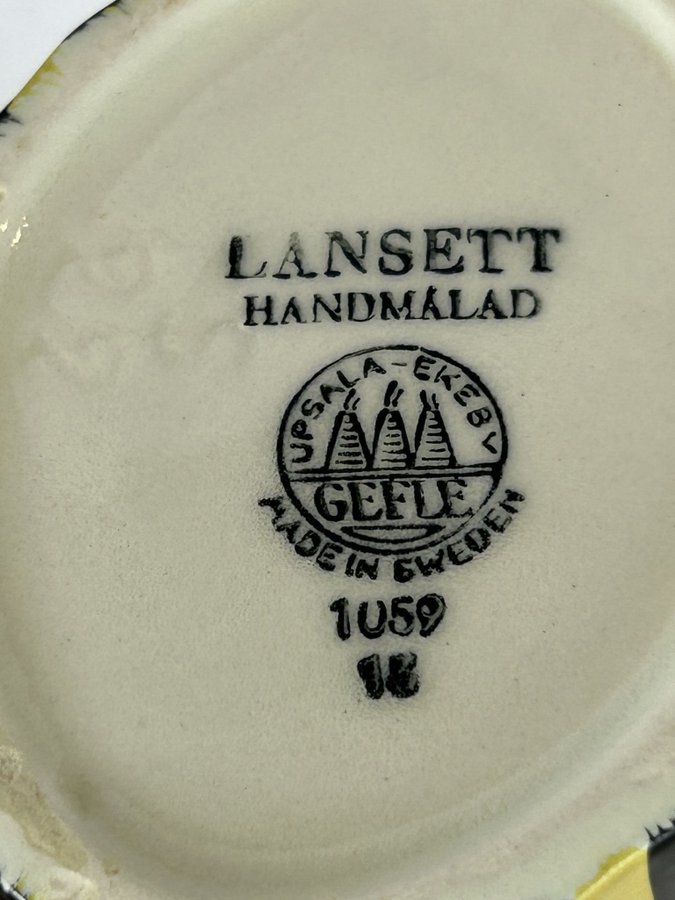 LANSETT
HANDMÅLAD
UPSALA-EKEBY
GEFLE
MADE IN SWEDEN
1059